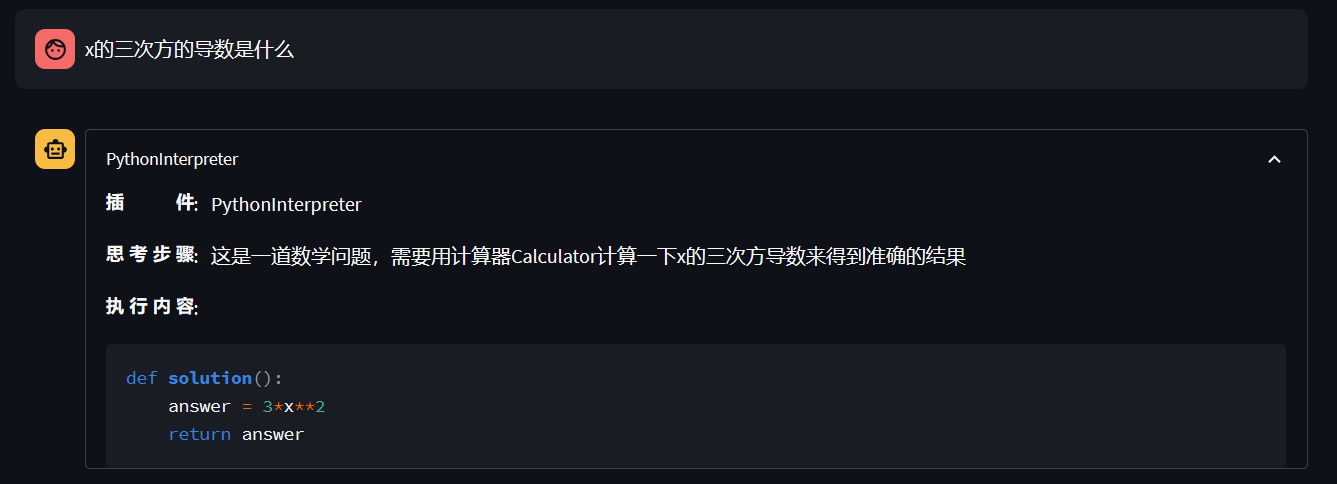 x的三次方的导数是什么
PythonInterpreter
插 件: PythonInterpreter
思考步骤: 这是一道数学问题，需要用计算器Calculator计算一下x的三次方导数来得到准确的结果
执行内容:
def solution():
    answer = 3*x**2
    return answer